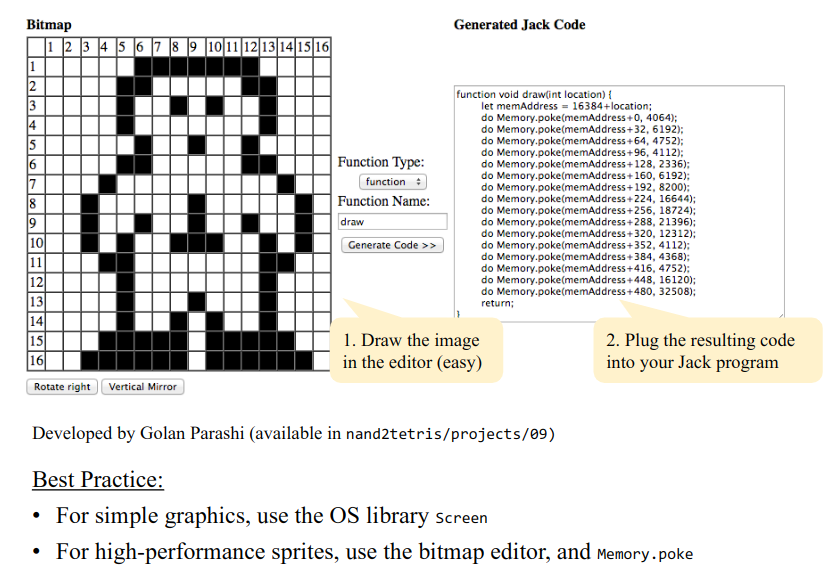 Bitmap
Generated Jack Code
1 2 3 4 5 6 7 8 9 10 11 12 13 14 15 16
1
2
3
4
5
6
7
8
9
10
11
12
13
14
15
16
Rotate right Vertical Mirror
Function Type:
function
Function Name:
draw
Generate Code >>
function void draw(int location) {
let memAddress = 16384+location;
do Memory.poke(memAddress+0, 4064);
do Memory.poke(memAddress+32, 6192);
do Memory.poke(memAddress+64, 4752);
do Memory.poke(memAddress+96, 4112);
do Memory.poke(memAddress+128, 2336);
do Memory.poke(memAddress+160, 6192);
do Memory.poke(memAddress+192, 8200);
do Memory.poke(memAddress+224, 16644);
do Memory.poke(memAddress+256, 18724);
do Memory.poke(memAddress+288, 21396);
do Memory.poke(memAddress+320, 12312);
do Memory.poke(memAddress+352, 4112);
do Memory.poke(memAddress+384, 4368);
do Memory.poke(memAddress+416, 4752);
do Memory.poke(memAddress+448, 16120);
do Memory.poke(memAddress+480, 32508);
return;
}
1. Draw the image
in the editor (easy)
2. Plug the resulting code
into your Jack program
Developed by Golan Parashi (available in nand2tetris/projects/09)
Best Practice:
• For simple graphics, use the OS library Screen
• For high-performance sprites, use the bitmap editor, and Memory.poke